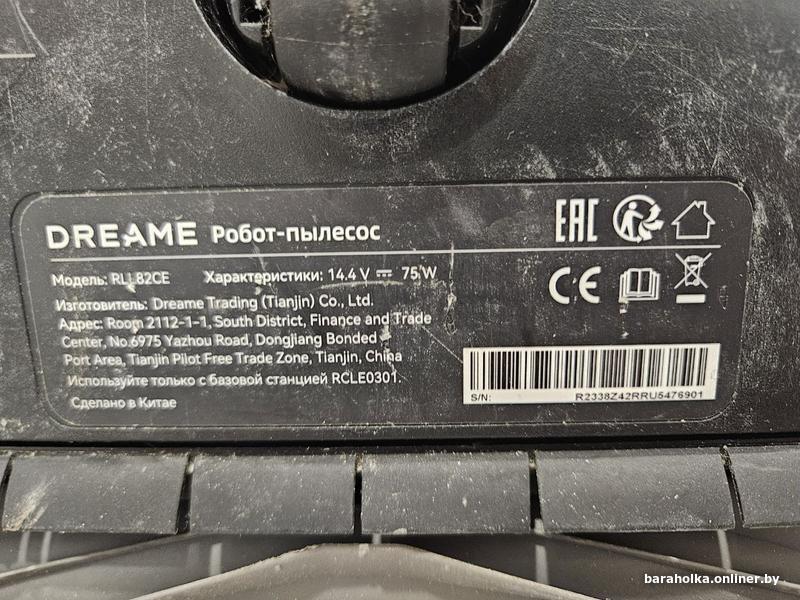 DREAME Робот-пылесос
EAC
Модель: RLL82CE Характеристики: 14.4 V ⎓ 75 W
Изготовитель: Dreame Trading (Tianjin) Co., Ltd.
Адрес: Room 2112-1-1, South District, Finance and Trade
Center, No.6975 Yazhou Road, Dongjiang Bonded
Port Area, Tianjin Pilot Free Trade Zone, Tianjin, China
Используйте только с базовой станцией RCLE0301.
Сделано в Китае
CE
S/N: R2338Z42RRU5476901
baraholka.onliner.by